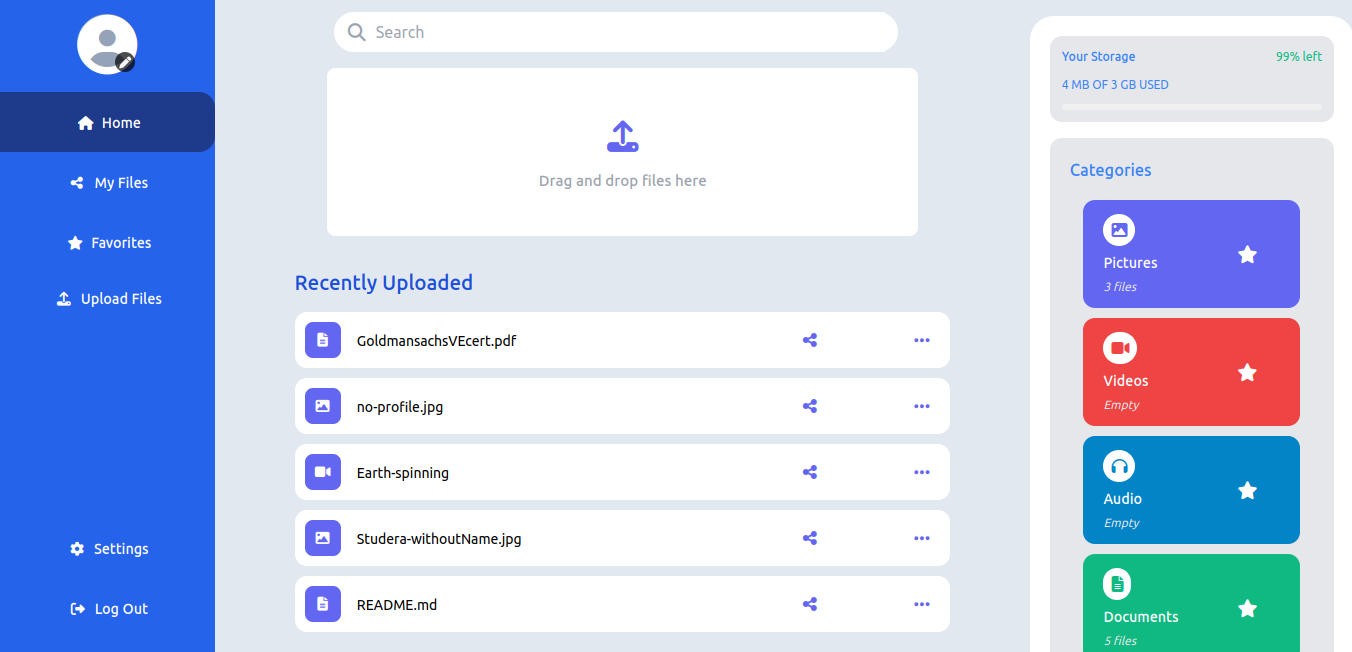 Home
My Files
Favorites
Upload Files
Settings
Log Out
Search
Drag and drop files here
Recently Uploaded
GoldmansachsVEcert.pdf
no-profile.jpg
Earth-spinning
Studera-withoutName.jpg
README.md
Your Storage 99% left
4 MB OF 3 GB USED
Categories
Pictures
3 files
Videos
Empty
Audio
Empty
Documents
5 files